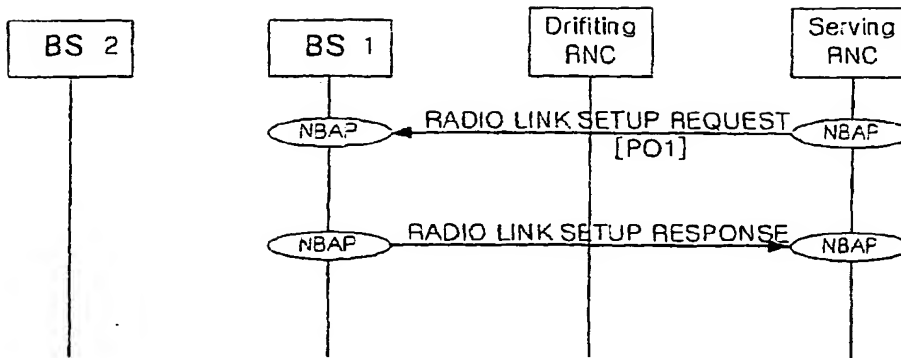 BS 2
BS 1
Drifiting
RNC
Serving
RNC
NBAP
RADIO LINK SETUP REQUEST
[PO1]
NBAP
NBAP
RADIO LINK SETUP RESPONSE
NBAP